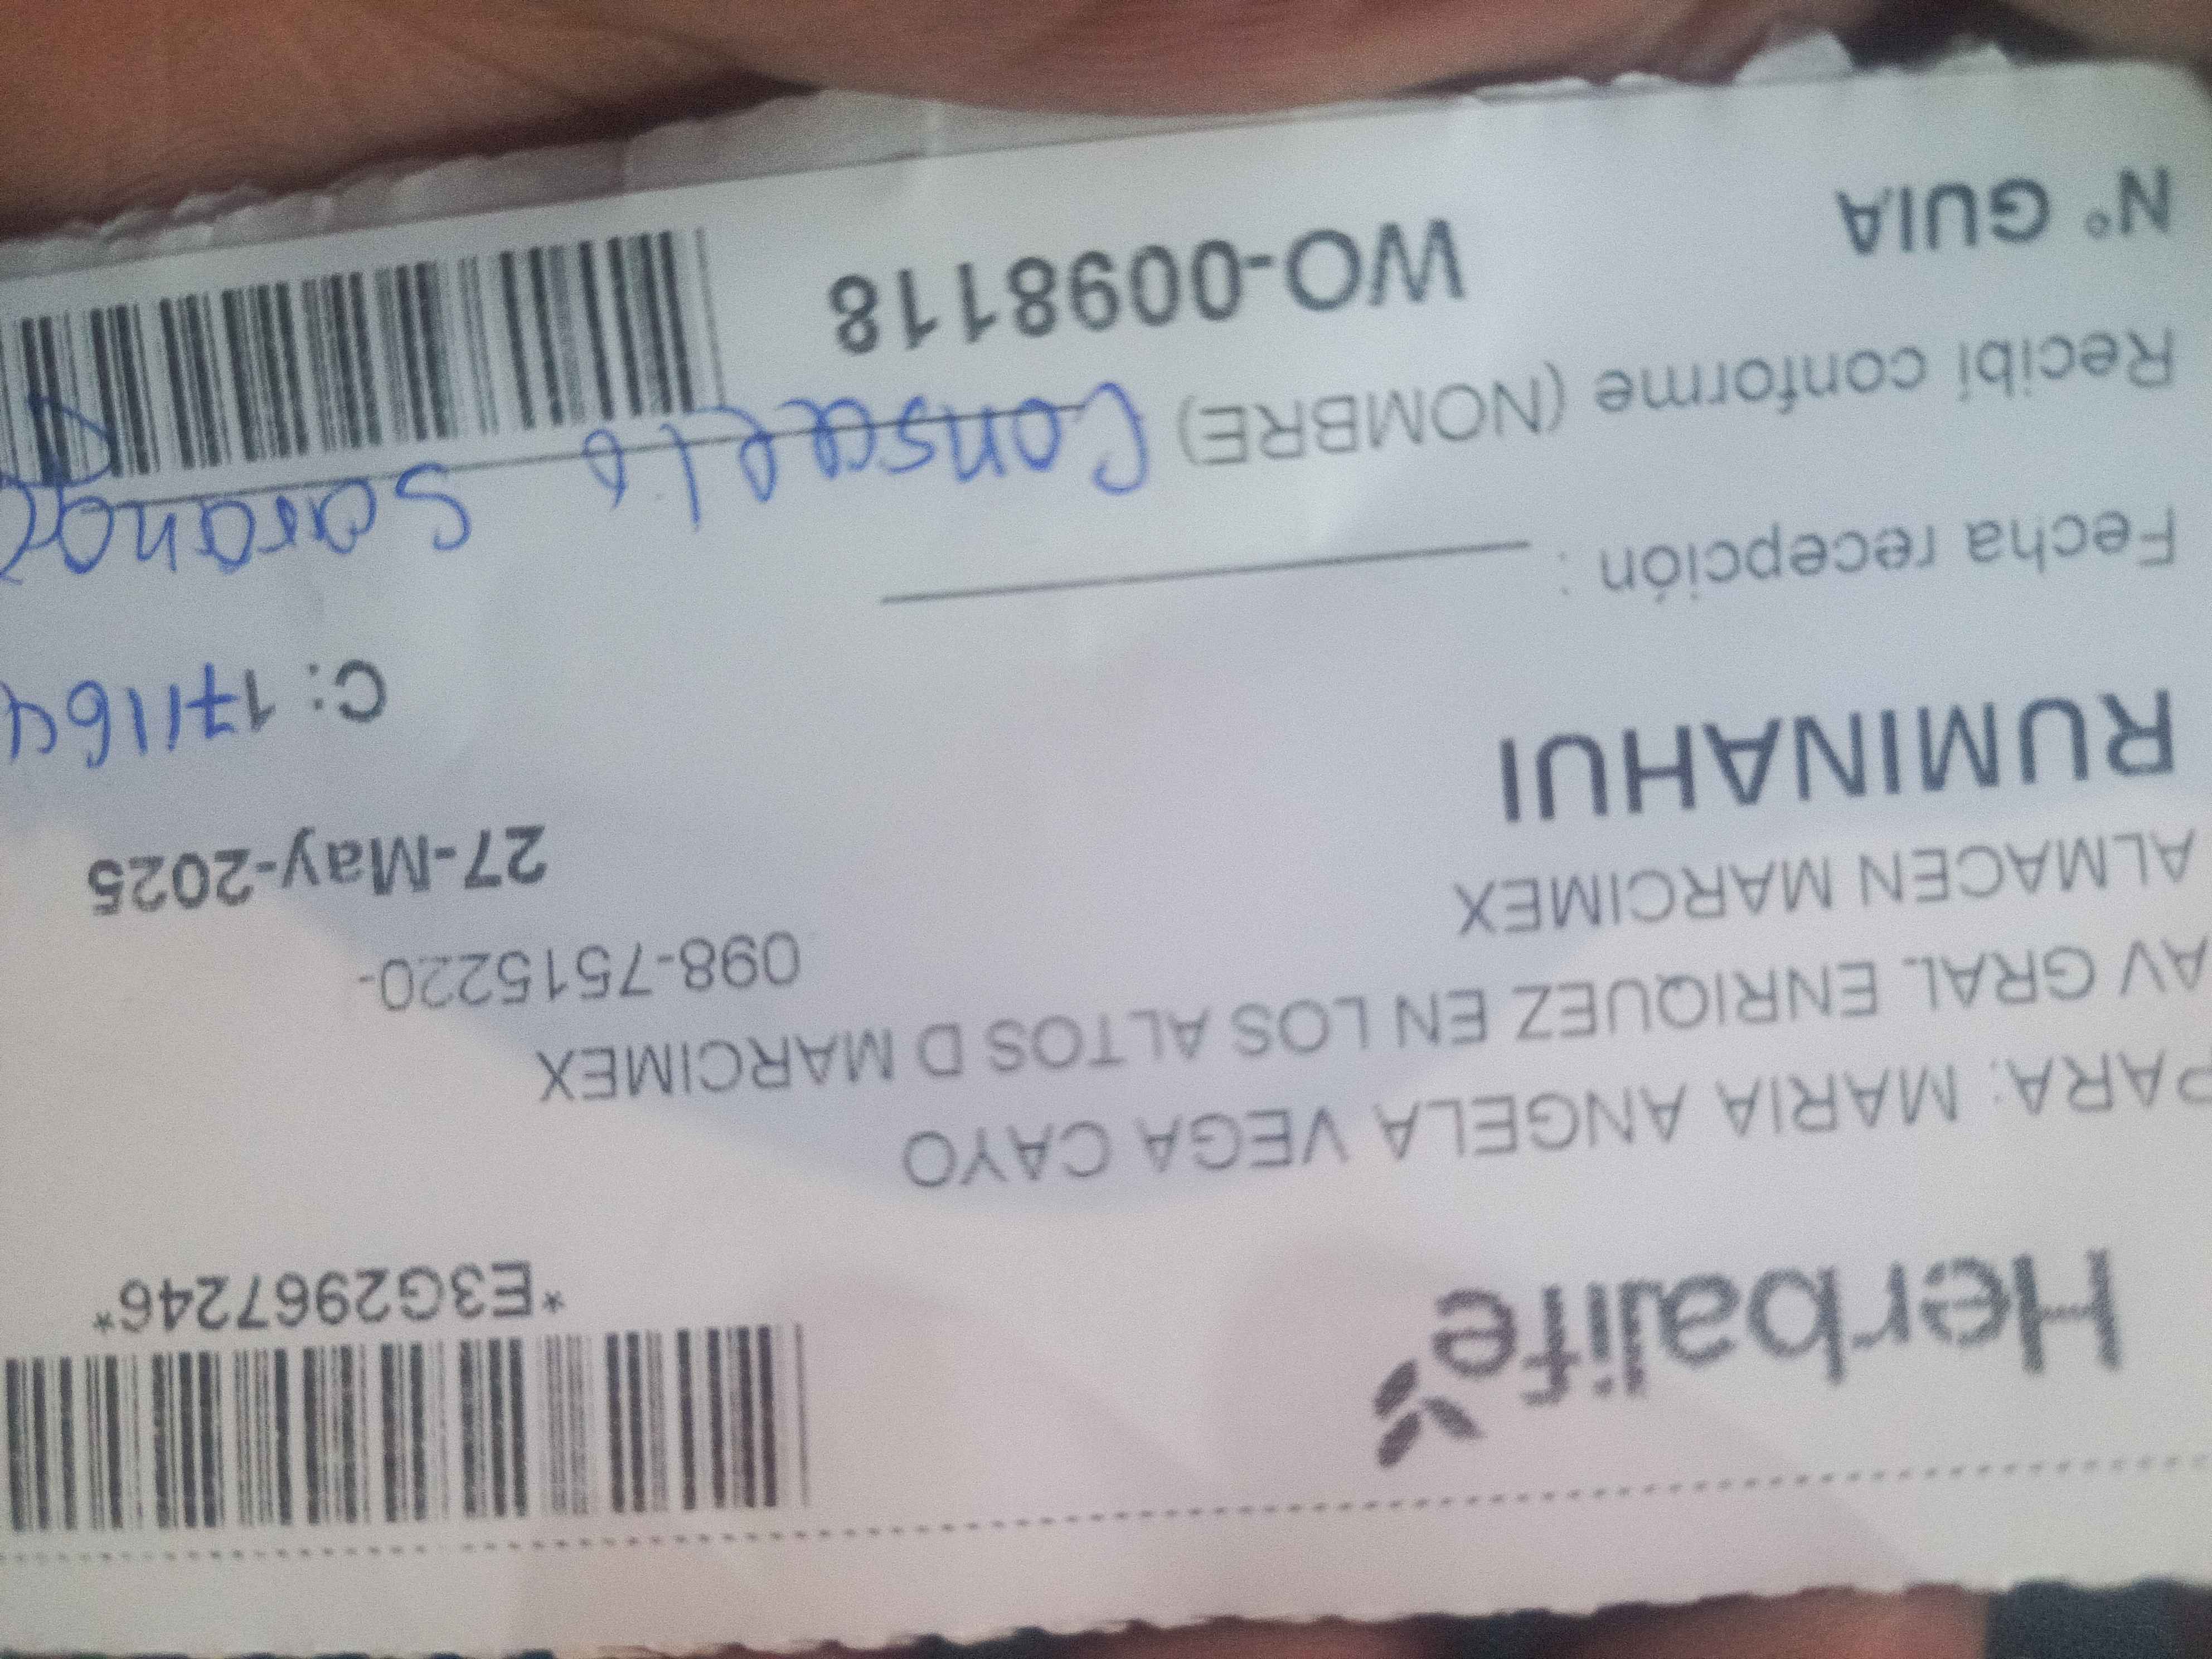 Herbalife
*E3G2967246*
PARA: MARIA ANGELA VEGA CAYO
AV GRAL ENRIQUEZ EN LOS ALTOS D MARCIMEX
ALMACEN MARCIMEX 098-7515220-
RUMINAHUI 27-May-2025
C: 171164
Fecha recepción :
Recibí conforme (NOMBRE) Consuelo
N° GUIA WO-0098118